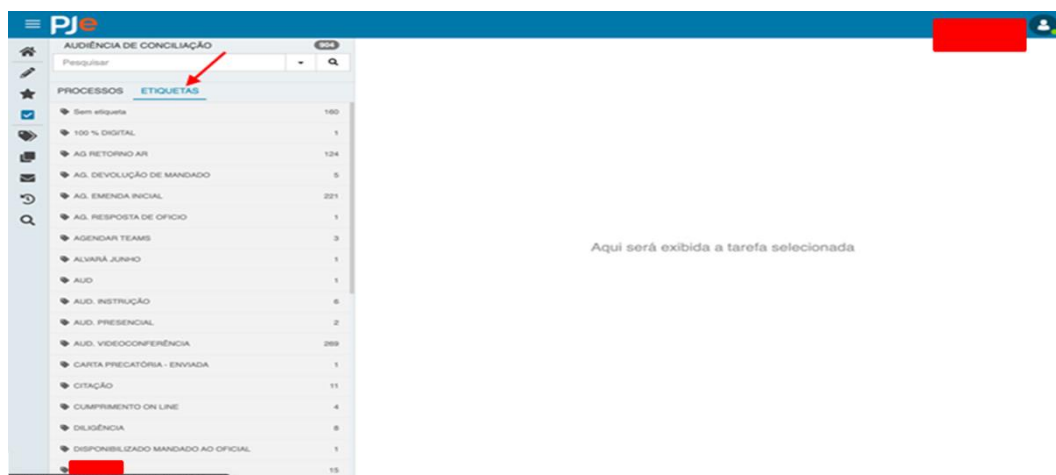 PJe
AUDIÊNCIA DE CONCILIAÇÃO 904
Pesquisar
PROCESSOS ETIQUETAS
Sem etiqueta 160
100 % DIGITAL 1
AG RETORNO AR 124
AG. DEVOLUÇÃO DE MANDADO 5
AG. EMENDA INICIAL 221
AG. RESPOSTA DE OFICIO 1
AGENDAR TEAMS 3
ALVARÁ JUNHO 1
AUD 1
AUD. INSTRUÇÃO 6
AUD. PRESENCIAL 2
AUD. VIDEOCONFERÊNCIA 269
CARTA PRECATÓRIA - ENVIADA 1
CITAÇÃO 11
CUMPRIMENTO ON LINE 4
DILIGÊNCIA 8
DISPONIBILIZADO MANDADO AO OFICIAL 1
15
Aqui será exibida a tarefa selecionada